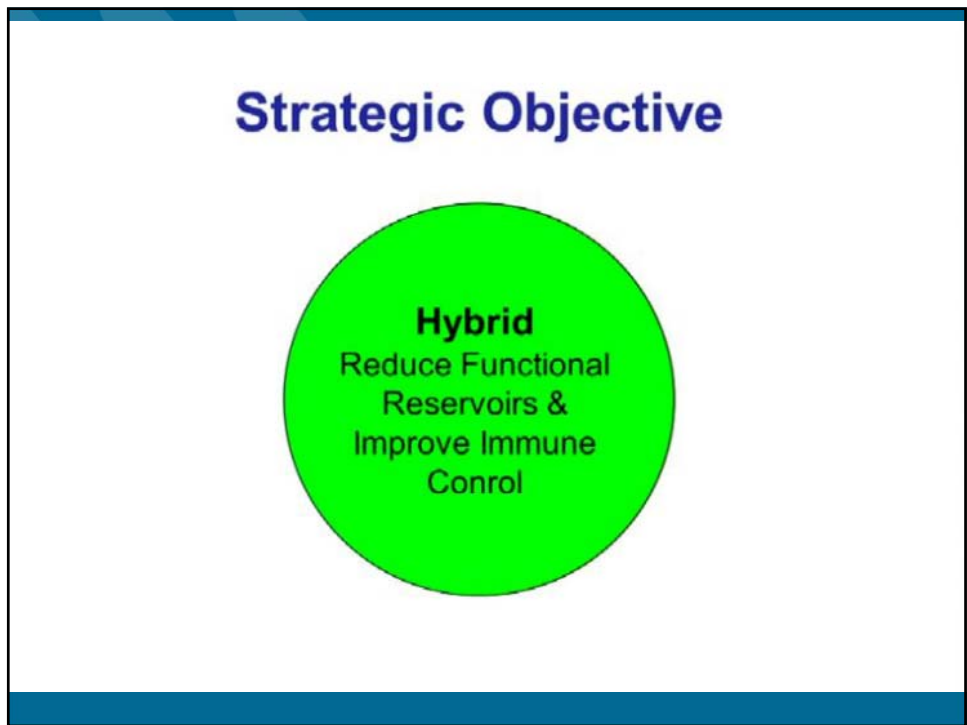 Strategic Objective
Hybrid
Reduce Functional
Reservoirs &
Improve Immune
Conrol